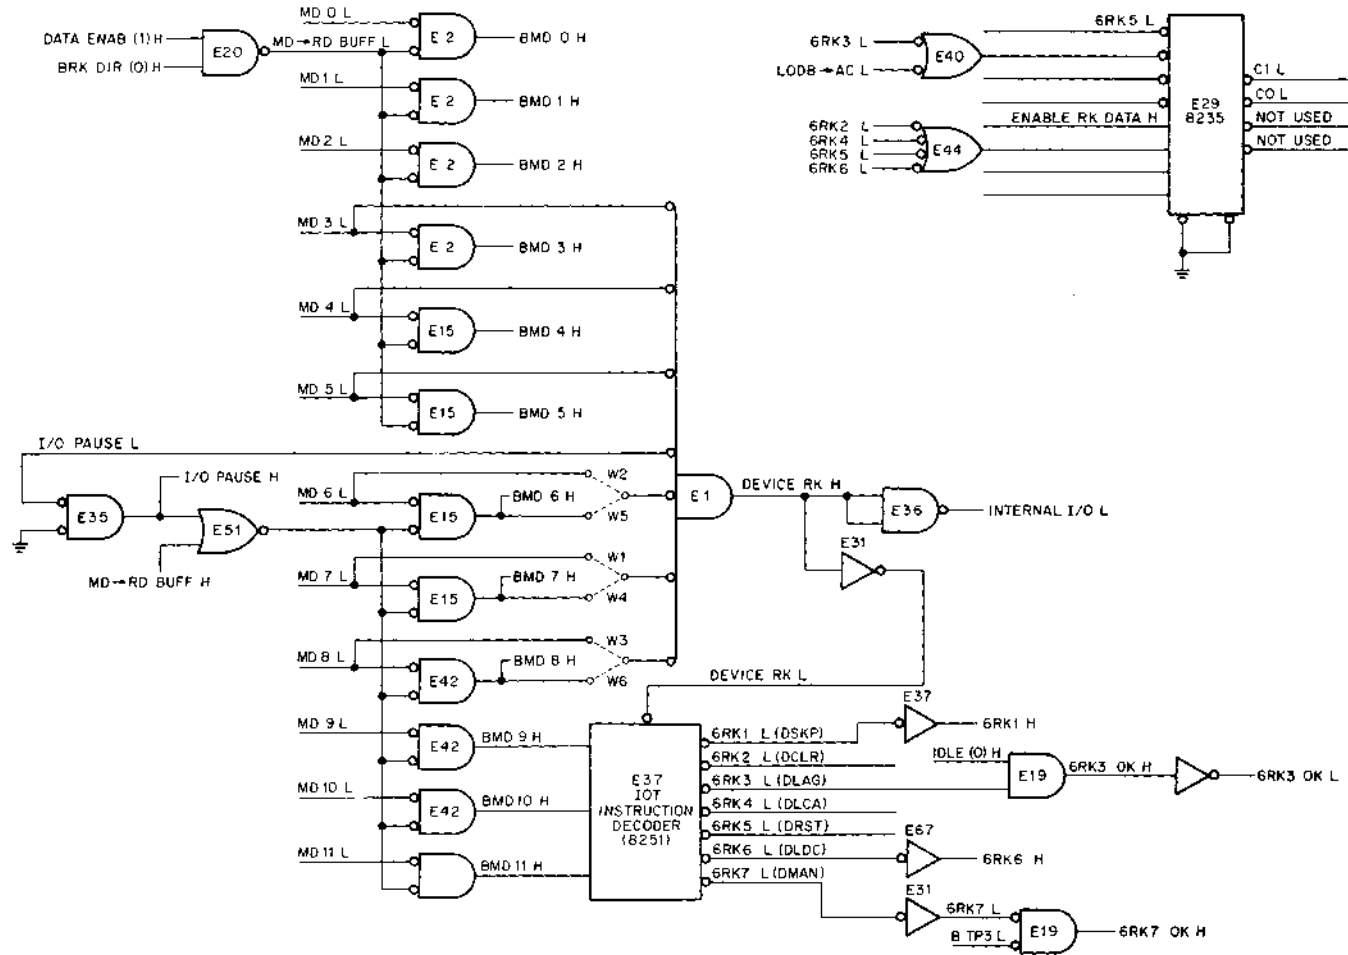 DATA ENAB (1) H
BRK DIR (0) H
E20
MD→RD BUFF L
MD 0 L
E 2
BMD 0 H
MD 1 L
E 2
BMD 1 H
MD 2 L
E 2
BMD 2 H
MD 3 L
E 2
BMD 3 H
MD 4 L
E15
BMD 4 H
MD 5 L
E15
BMD 5 H
6RK3 L
LODB→AC L
E40
6RK5 L
6RK2 L
6RK4 L
6RK5 L
6RK6 L
E44
ENABLE RK DATA H
E29
8235
C1 L
C0 L
NOT USED
NOT USED
I/O PAUSE L
I/O PAUSE H
E35
E51
MD→RD BUFF H
MD 6 L
E15
BMD 6 H
W2
W5
MD 7 L
E15
BMD 7 H
W1
W4
MD 8 L
E42
BMD 8 H
W3
W6
E1
DEVICE RK H
E36
INTERNAL I/O L
E31
DEVICE RK L
MD 9 L
E42
BMD 9 H
MD 10 L
E42
BMD 10 H
MD 11 L
BMD 11 H
E37
IOT
INSTRUCTION
DECODER
(8251)
6RK1 L (DSKP)
6RK2 L (DCLR)
6RK3 L (DLAG)
6RK4 L (DLCA)
6RK5 L (DRST)
6RK6 L (DLDC)
6RK7 L (DMAN)
E37
6RK1 H
IDLE (0) H
E19
6RK3 OK H
6RK3 OK L
E67
6RK6 H
E31
6RK7 L
B TP3 L
E19
6RK7 OK H